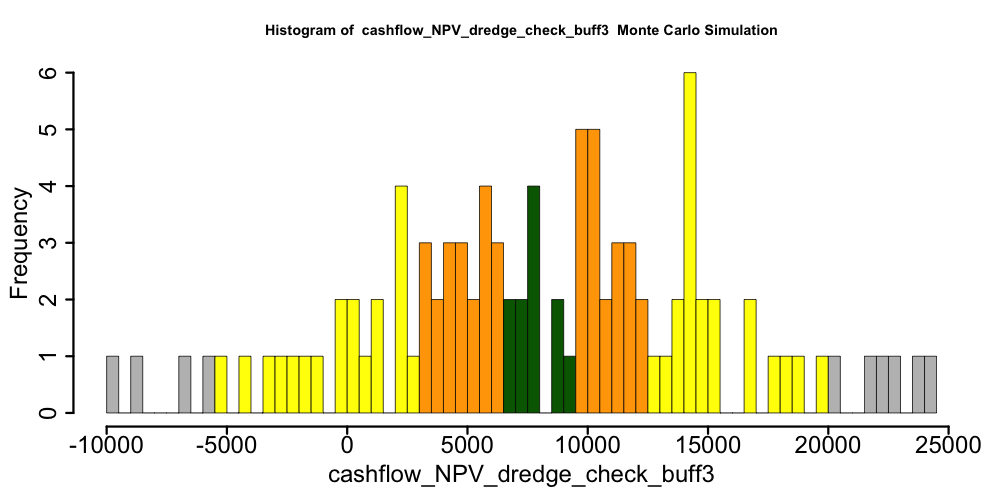 Histogram of  cashflow_NPV_dredge_check_buff3  Monte Carlo Simulation
Frequency
6
5
4
3
2
1
0
-10000 -5000 0 5000 10000 15000 20000 25000
cashflow_NPV_dredge_check_buff3